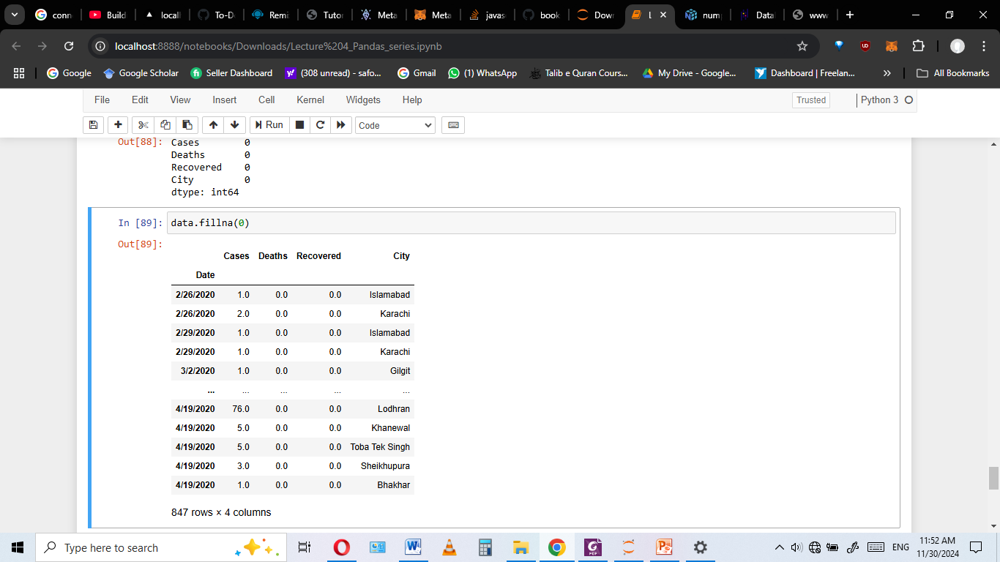 conn
Build
locall
To-D
Remi
Tutor
Meta
Meta
javas
book
Dow
L
num
Data
www
localhost:8888/notebooks/Downloads/Lecture%204_Pandas_series.ipynb
Google
Google Scholar
Seller Dashboard
(308 unread) - safo...
Gmail
(1) WhatsApp
Talib e Quran Cours...
My Drive - Google...
Dashboard | Freelan...
»
All Bookmarks
File Edit View Insert Cell Kernel Widgets Help
Trusted
Python 3
Run
Code
Out[88]: Cases 0
Deaths 0
Recovered 0
City 0
dtype: int64
In [89]: data.fillna(0)
Out[89]:
Cases Deaths Recovered City
Date
2/26/2020 1.0 0.0 0.0 Islamabad
2/26/2020 2.0 0.0 0.0 Karachi
2/29/2020 1.0 0.0 0.0 Islamabad
2/29/2020 1.0 0.0 0.0 Karachi
3/2/2020 1.0 0.0 0.0 Gilgit
... ... ... ... ...
4/19/2020 76.0 0.0 0.0 Lodhran
4/19/2020 5.0 0.0 0.0 Khanewal
4/19/2020 5.0 0.0 0.0 Toba Tek Singh
4/19/2020 3.0 0.0 0.0 Sheikhupura
4/19/2020 1.0 0.0 0.0 Bhakhar
847 rows × 4 columns
Type here to search
ENG
11:52 AM
11/30/2024